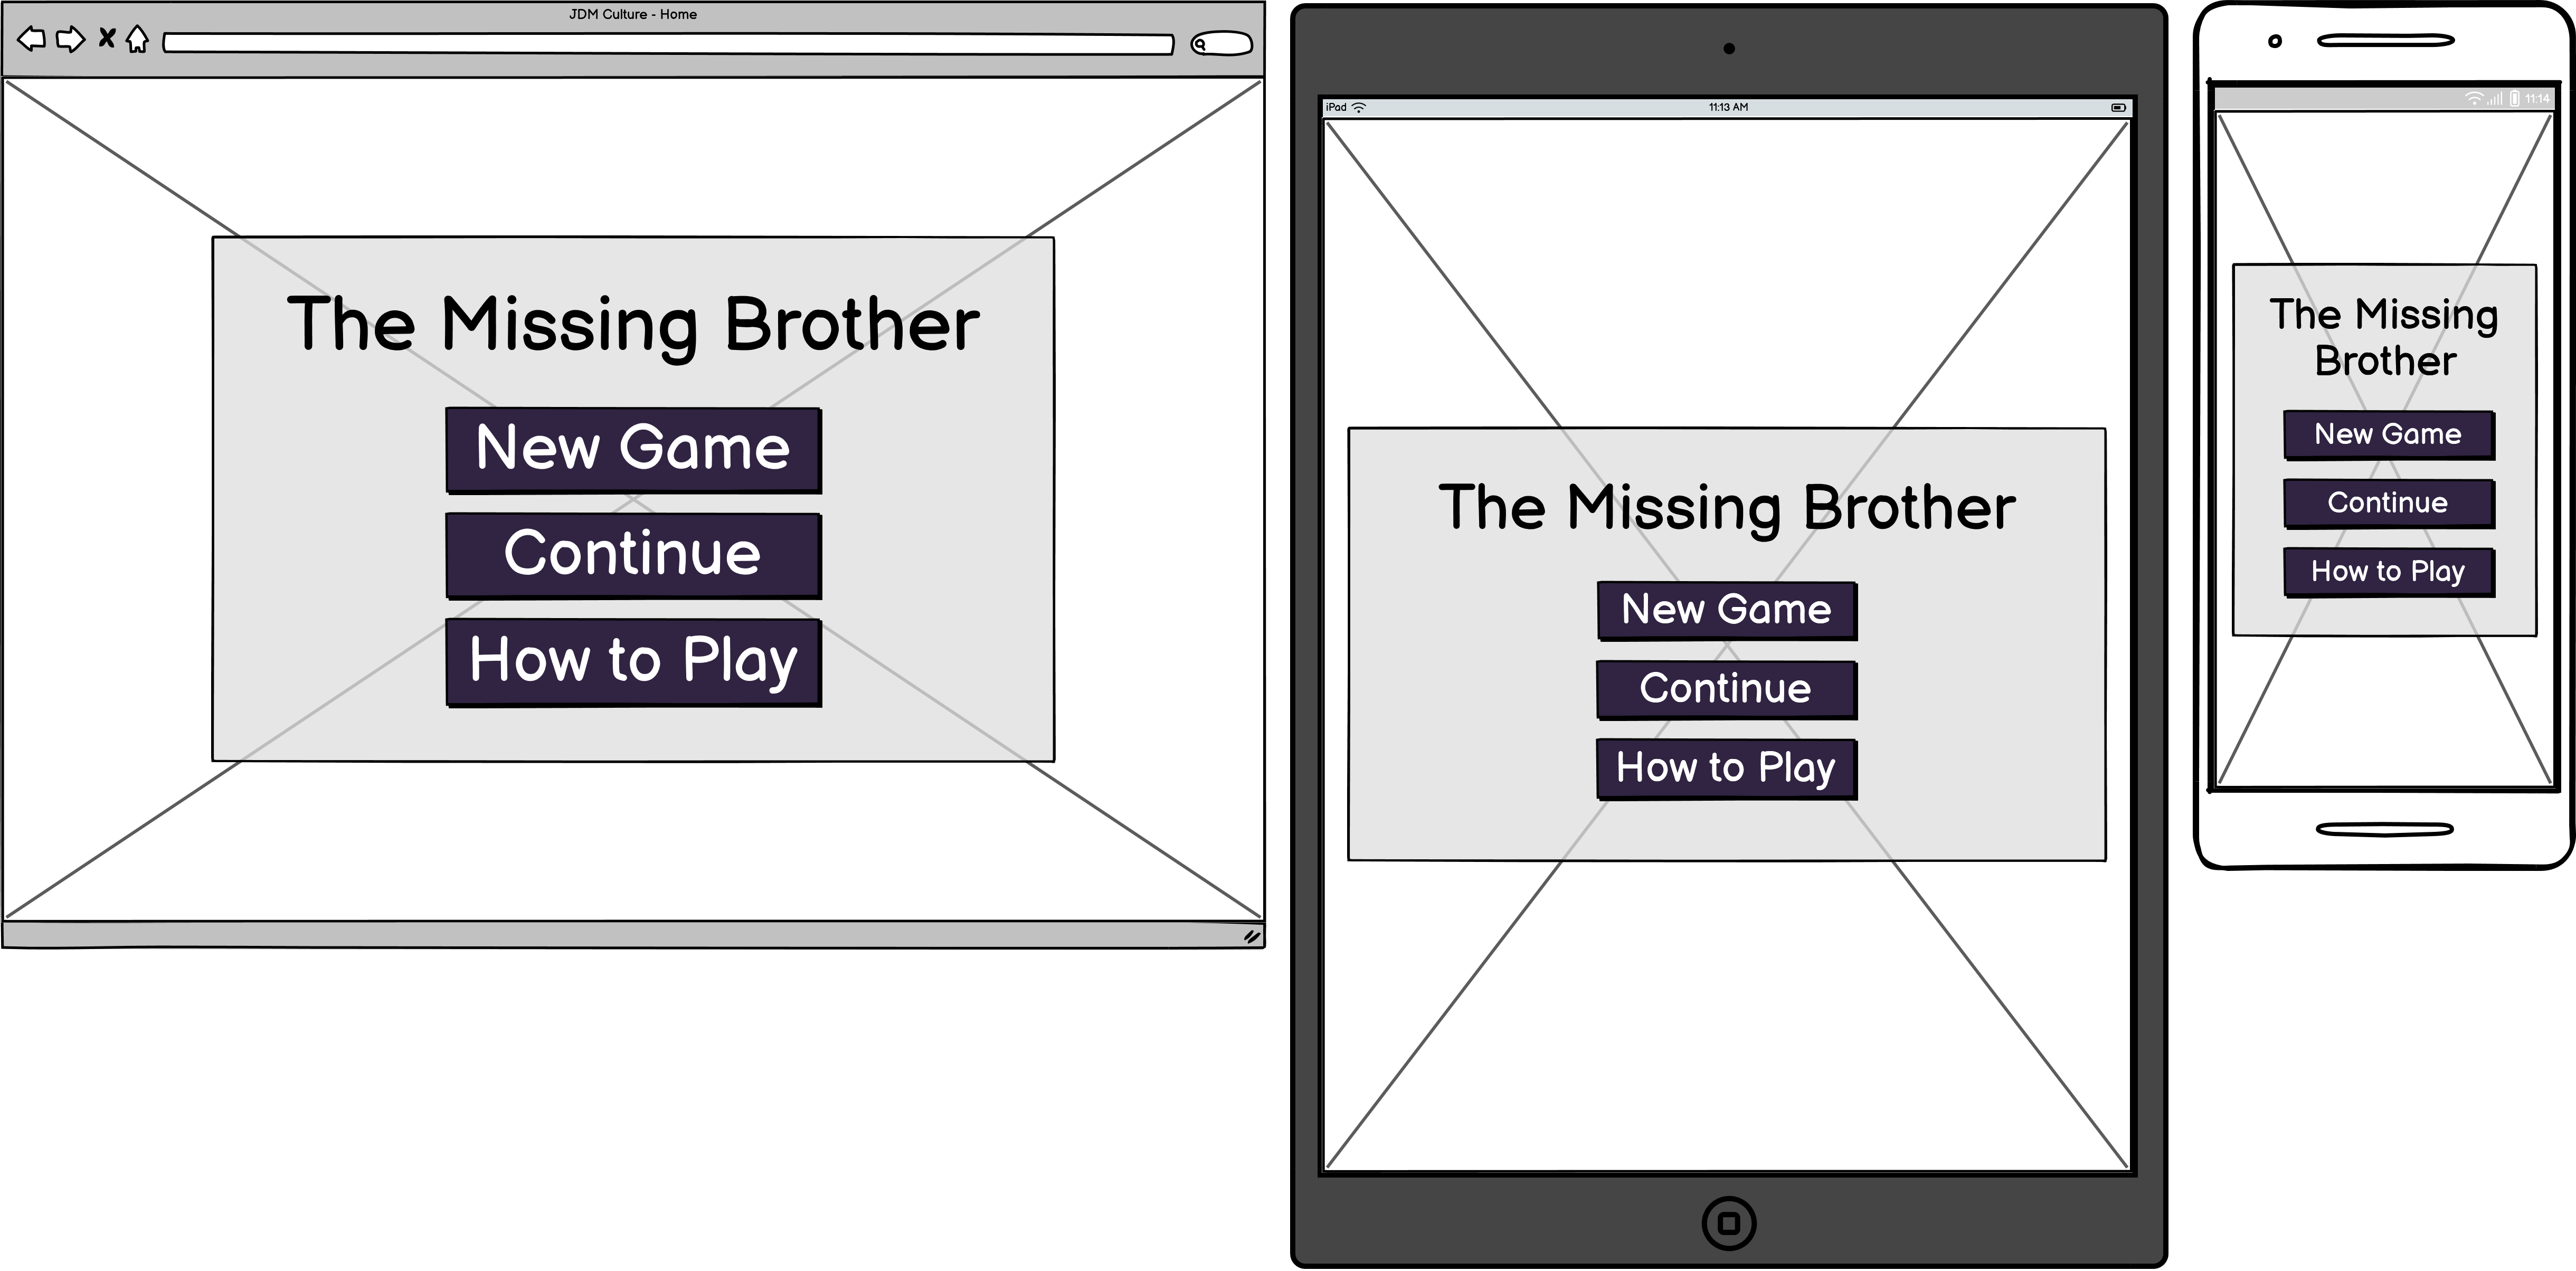 JDM Culture - Home
The Missing Brother
New Game
Continue
How to Play
iPad
11:13 AM
The Missing Brother
New Game
Continue
How to Play
11:14
The Missing
Brother
New Game
Continue
How to Play